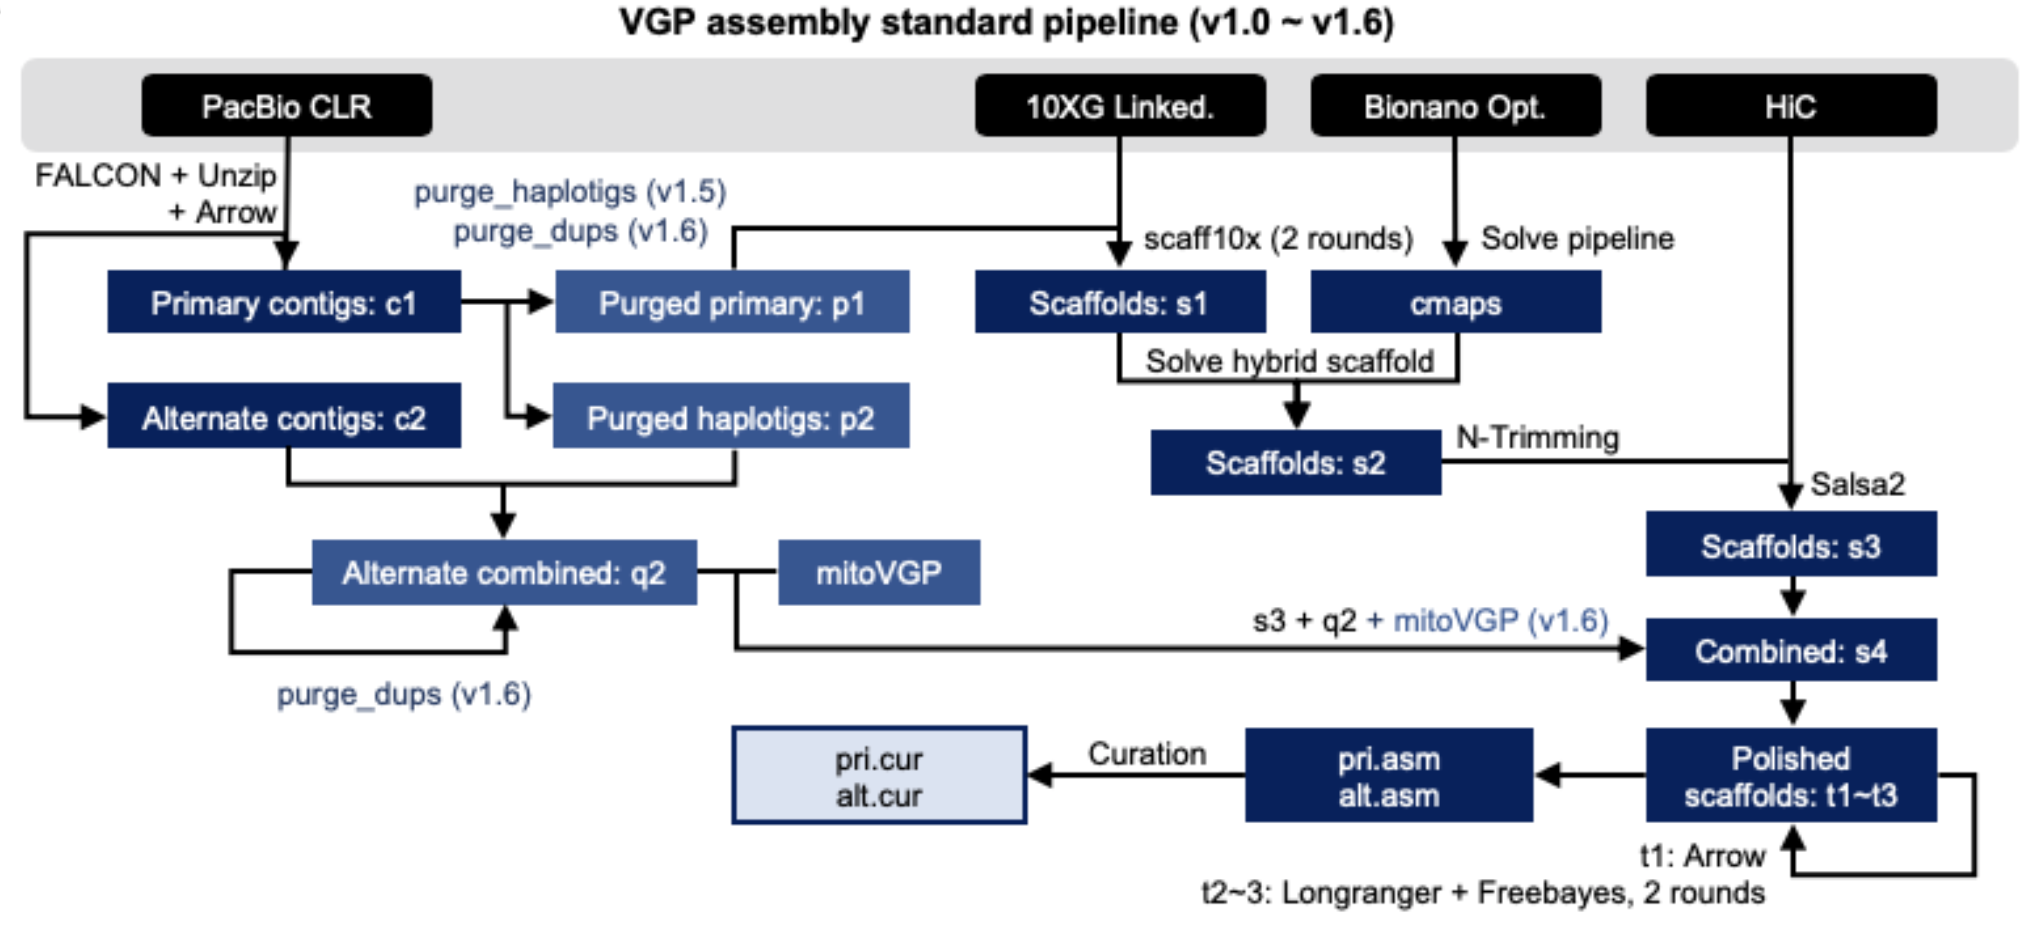 VGP assembly standard pipeline (v1.0 ~ v1.6)
PacBio CLR
10XG Linked.
Bionano Opt.
HiC
FALCON + Unzip
+ Arrow
purge_haplotigs (v1.5)
purge_dups (v1.6)
scaff10x (2 rounds)
Solve pipeline
Primary contigs: c1
Purged primary: p1
Scaffolds: s1
cmaps
Solve hybrid scaffold
Alternate contigs: c2
Purged haplotigs: p2
Scaffolds: s2
N-Trimming
Salsa2
Scaffolds: s3
Alternate combined: q2
mitoVGP
s3 + q2 + mitoVGP (v1.6)
Combined: s4
purge_dups (v1.6)
pri.cur
alt.cur
Curation
pri.asm
alt.asm
Polished
scaffolds: t1~t3
t1: Arrow
t2~3: Longranger + Freebayes, 2 rounds